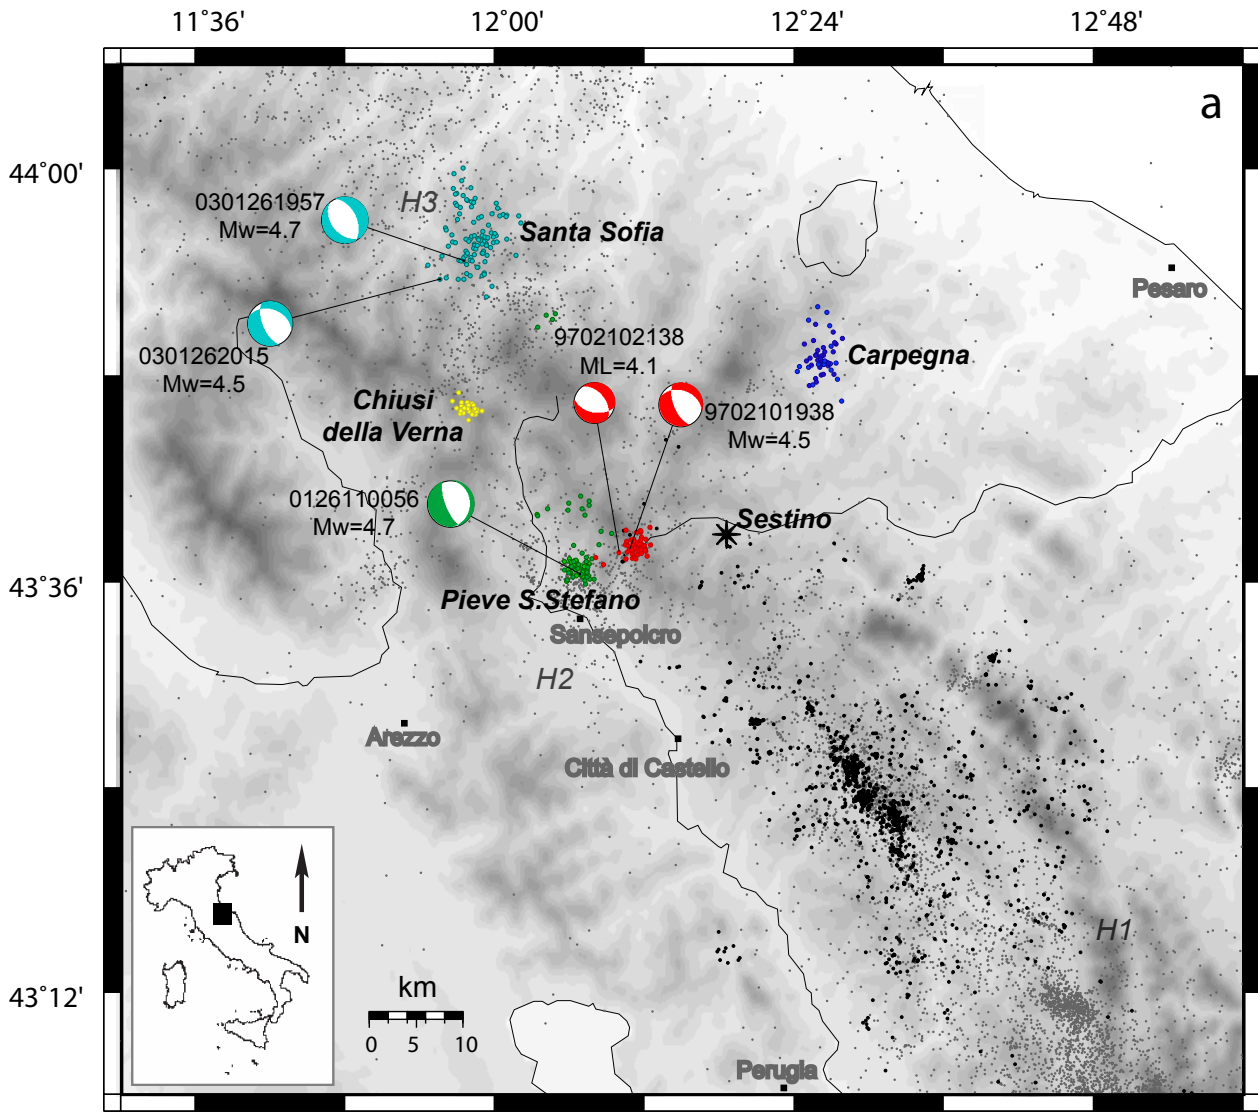 11˚36'
12˚00'
12˚24'
12˚48'
a
44˚00'
0301261957
Mw=4.7
H3
Santa Sofia
Pesaro
0301262015
Mw=4.5
9702102138
ML=4.1
Carpegna
Chiusi
della Verna
9702101938
Mw=4.5
0126110056
Mw=4.7
Sestino
43˚36'
Pieve S.Stefano
Sansepolcro
H2
Arezzo
Città di Castello
H1
N
43˚12'
km
0 5 10
Perugia